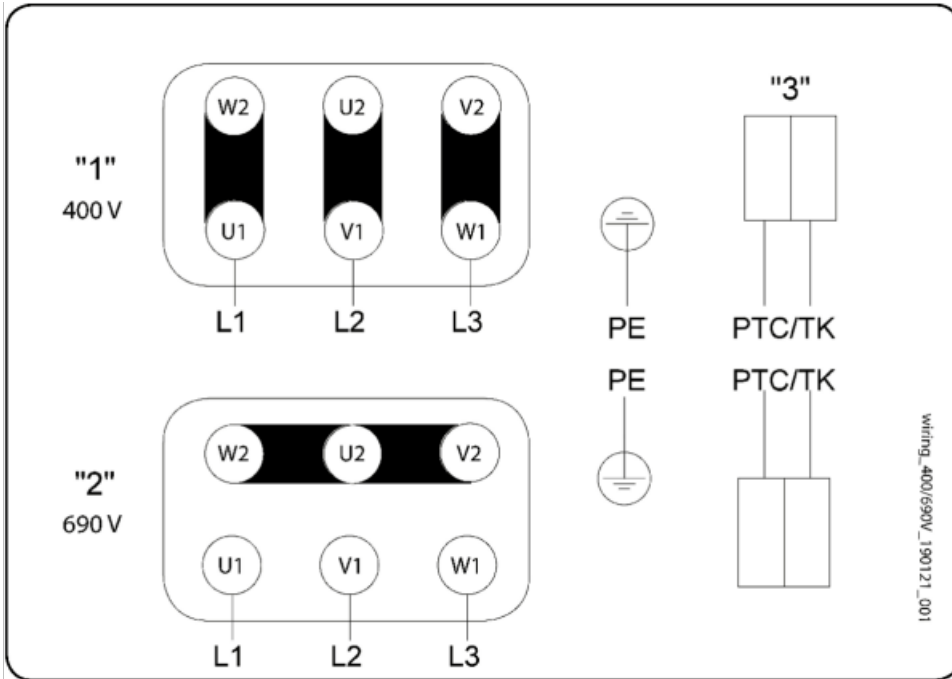 "1"
400 V
W2 U2 V2
U1 V1 W1
L1 L2 L3
"3"
PE PTC/TK
PE PTC/TK
"2"
690 V
W2 U2 V2
U1 V1 W1
L1 L2 L3
wiring_400/690V_190121_001